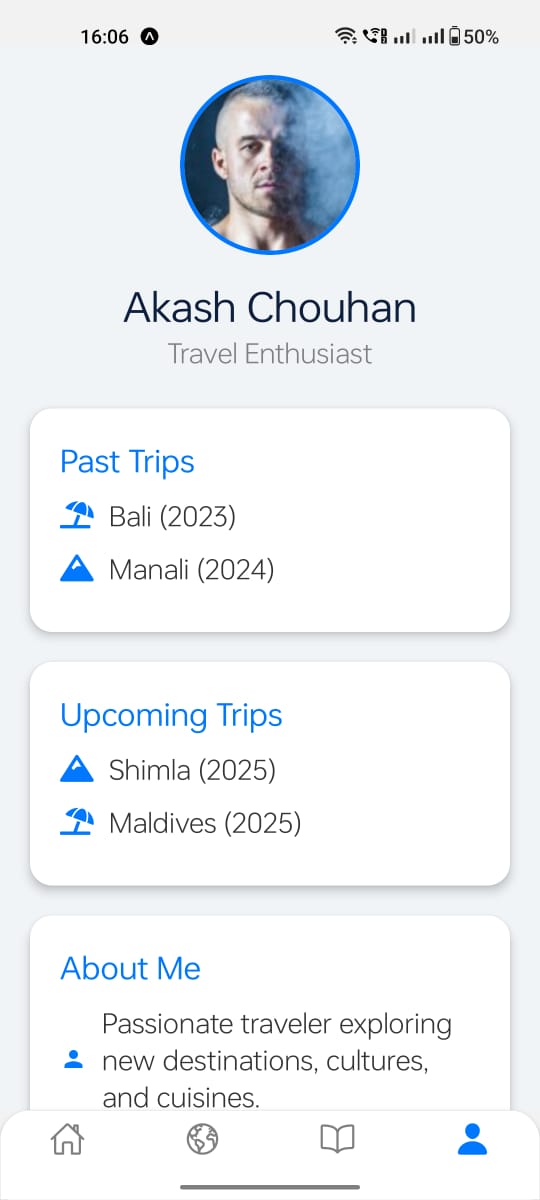 16:06
50%
Akash Chouhan
Travel Enthusiast
Past Trips
Bali (2023)
Manali (2024)
Upcoming Trips
Shimla (2025)
Maldives (2025)
About Me
Passionate traveler exploring
new destinations, cultures,
and cuisines.